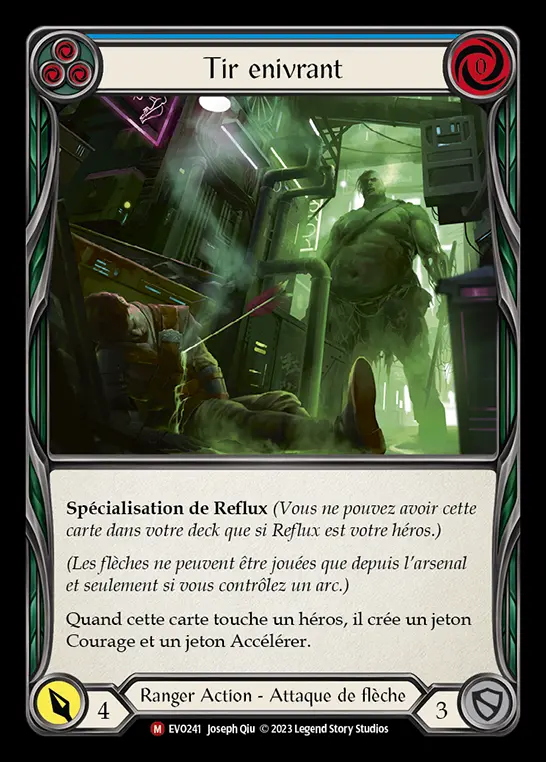 Tir enivrant
0
Spécialisation de Reflux (Vous ne pouvez avoir cette
carte dans votre deck que si Reflux est votre héros.)
(Les flèches ne peuvent être jouées que depuis l'arsenal
et seulement si vous contrôlez un arc.)
Quand cette carte touche un héros, il crée un jeton
Courage et un jeton Accélérer.
4
Ranger Action - Attaque de flèche
3
M EVO241 Joseph Qiu © 2023 Legend Story Studios